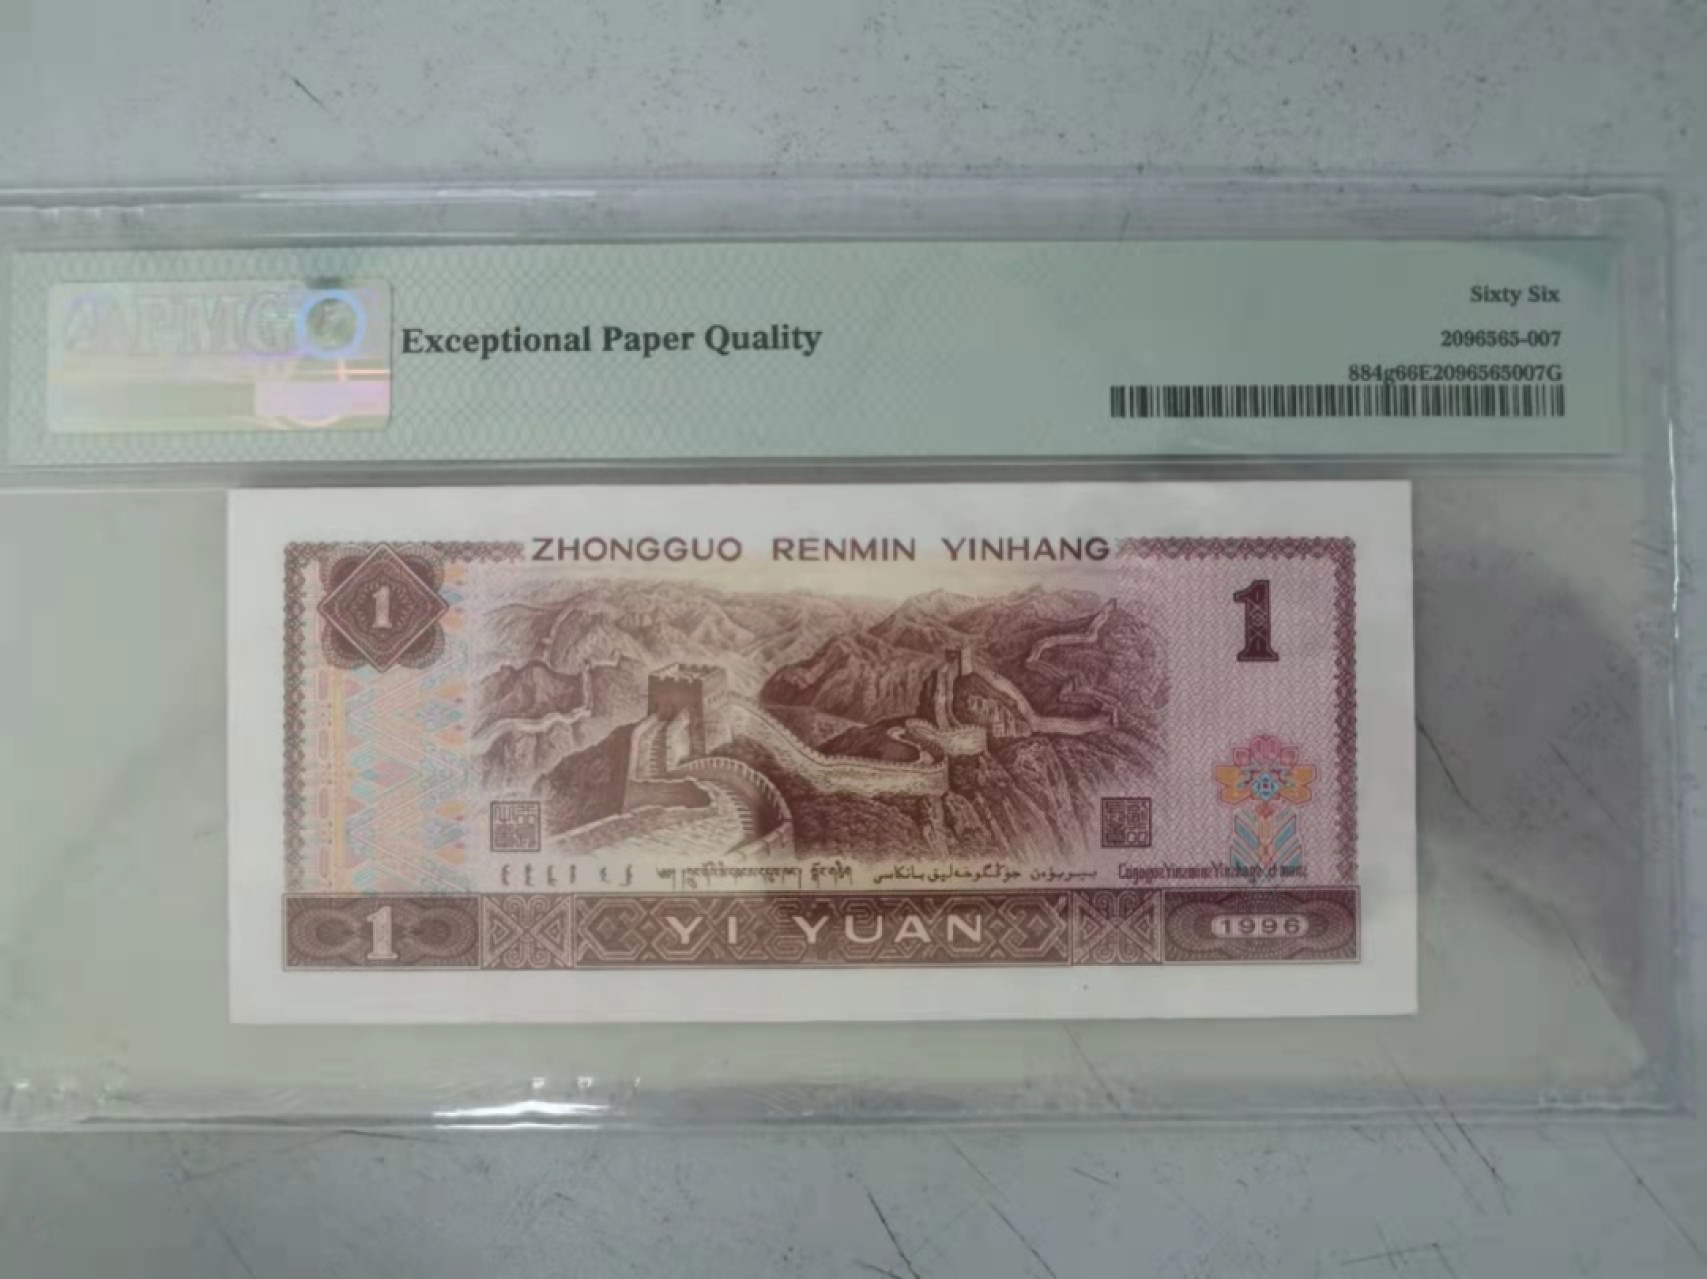 PMG
Sixty Six
Exceptional Paper Quality
2096565-007
884g66E2096565007G
ZHONGGUO RENMIN YINHANG
1
1
1
YI YUAN
1996